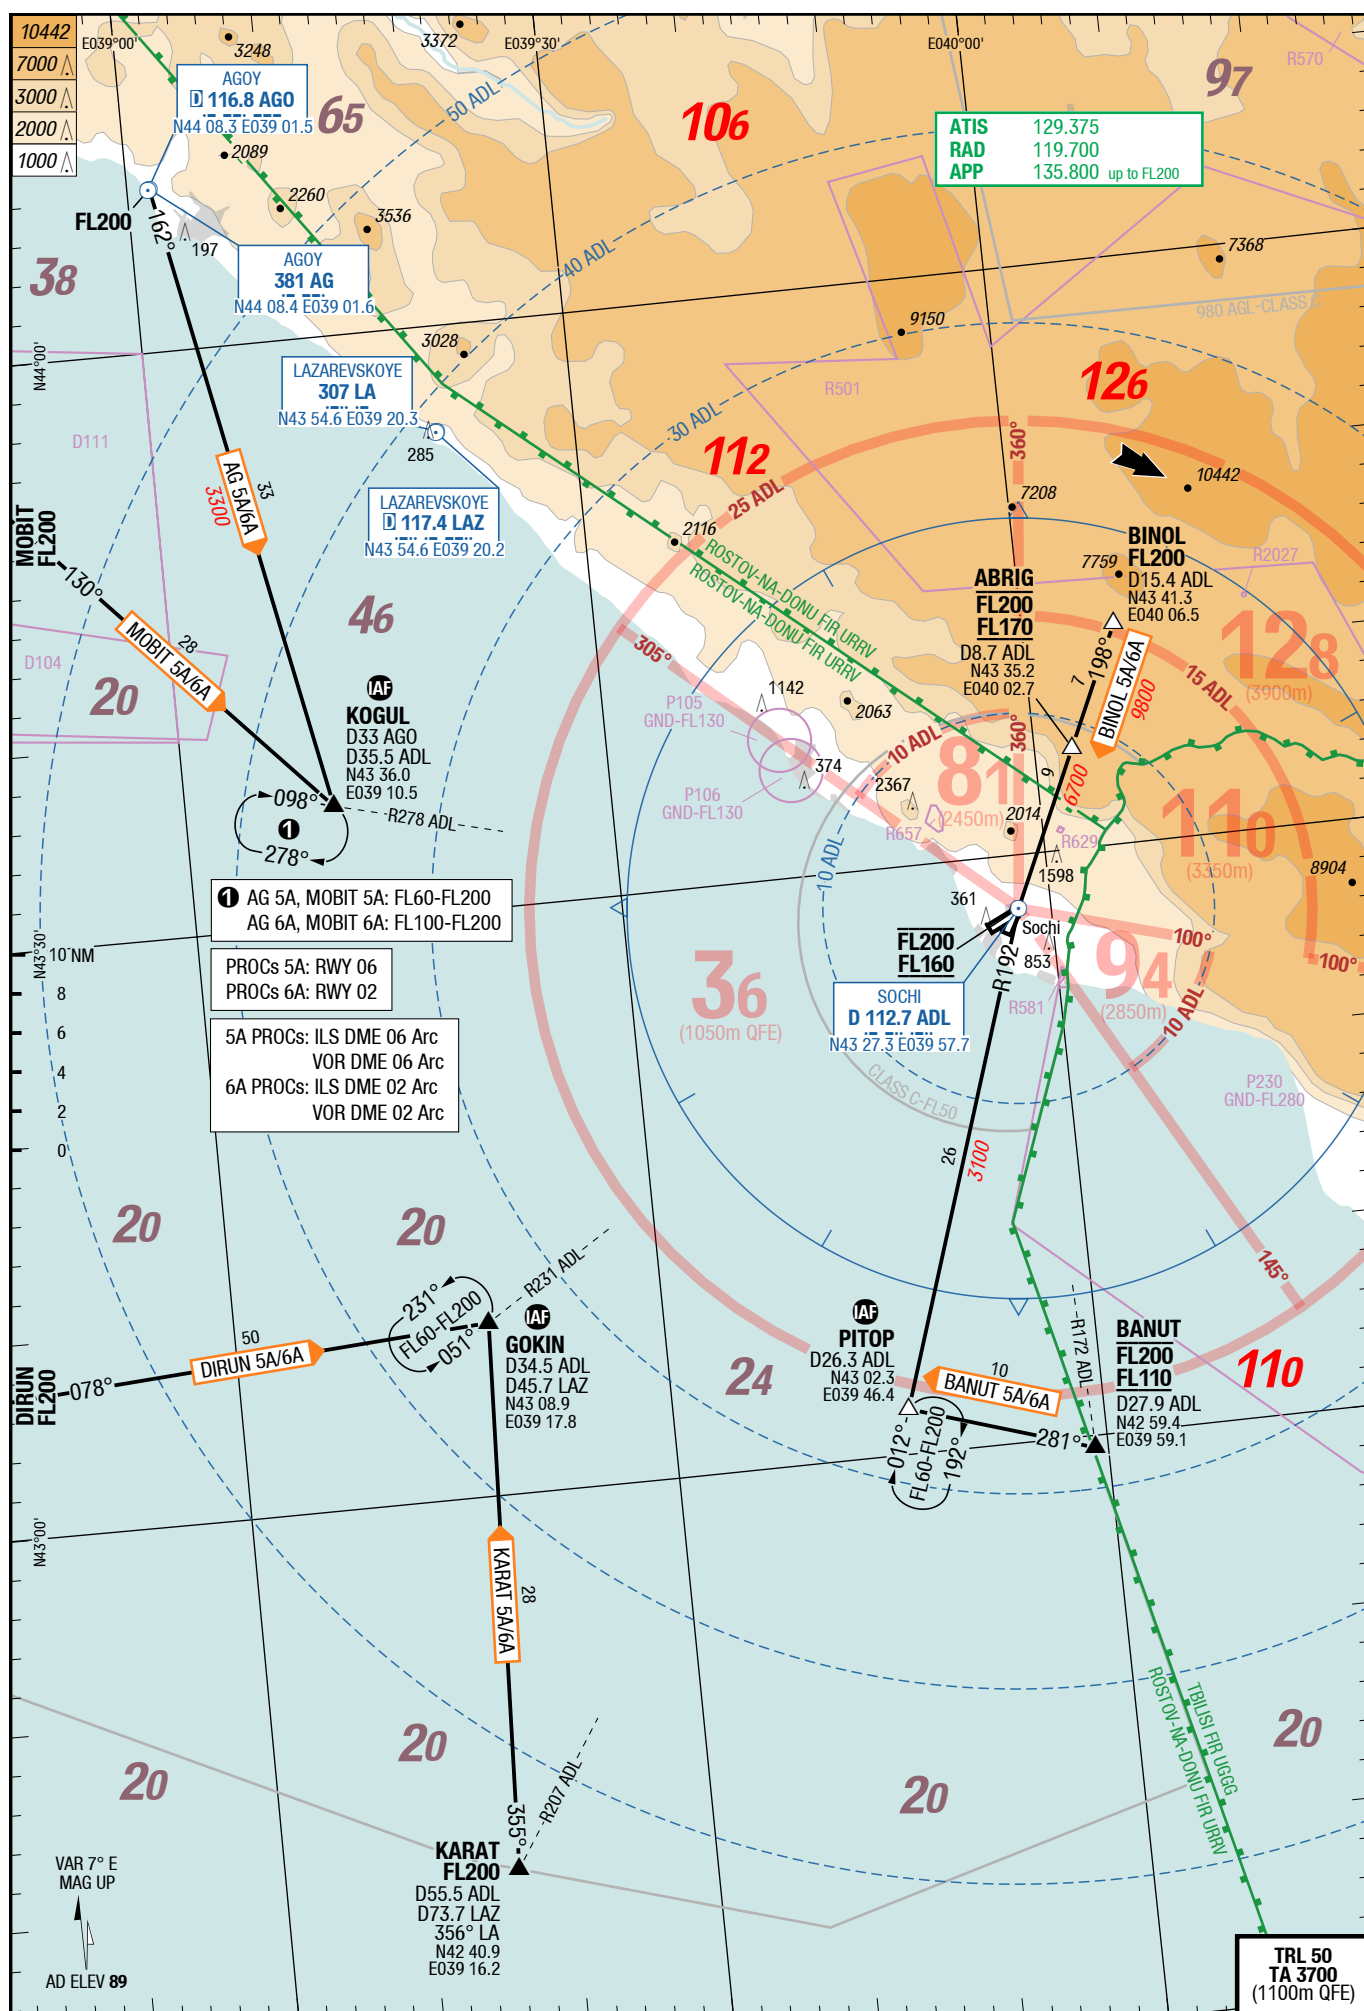 10442
7000
3000
2000
1000
E039°00'
3248
3372
E039°30'
E040°00'
R570
97
AGOY
D 116.8 AGO
N44 08.3 E039 01.5
65
50 ADL
106
ATIS 129.375
RAD 119.700
APP 135.800 up to FL200
2089
2260
3536
FL200
162°
197
38
AGOY
381 AG
N44 08.4 E039 01.6
40 ADL
7368
980 AGL-CLASS C
9150
3028
N44°00'
LAZAREVSKOYE
307 LA
N43 54.6 E039 20.3
R501
126
30 ADL
D111
285
112
360°
AG 5A/6A
33
3300
25 ADL
10442
7208
LAZAREVSKOYE
D 117.4 LAZ
N43 54.6 E039 20.2
MOBIT
FL200
2116
ROSTOV-NA-DONU FIR URRV
ROSTOV-NA-DONU FIR URRV
BINOL
FL200
D15.4 ADL
N43 41.3
E040 06.5
7759
R2027
ABRIG
FL200
FL170
D8.7 ADL
N43 35.2
E040 02.7
130°
46
MOBIT 5A/6A
28
D104
20
305°
128
(3900m)
198°
7
BINOL 5A/6A
9800
15 ADL
IAF
KOGUL
D33 AGO
D35.5 ADL
N43 36.0
E039 10.5
1142
P105
GND-FL130
2063
10 ADL
360°
374
P106
GND-FL130
2367
81
(2450m)
9
6700
098°
1
278°
R278 ADL
2014
R657
R629
110
(3350m)
10 ADL
1598
8904
1 AG 5A, MOBIT 5A: FL60-FL200
AG 6A, MOBIT 6A: FL100-FL200
361
Sochi
N43°30'
FL200
FL160
100°
100°
853
94
(2850m)
R192
PROCs 5A: RWY 06
PROCs 6A: RWY 02
10 NM
8
6
4
2
0
36
(1050m QFE)
SOCHI
D 112.7 ADL
N43 27.3 E039 57.7
R581
10 ADL
5A PROCs: ILS DME 06 Arc
VOR DME 06 Arc
6A PROCs: ILS DME 02 Arc
VOR DME 02 Arc
CLASS C-FL50
P230
GND-FL280
26
3100
20
20
145°
231°
FL60-FL200
051°
R231 ADL
IAF
GOKIN
D34.5 ADL
D45.7 LAZ
N43 08.9
E039 17.8
50
DIRUN 5A/6A
DIRUN
FL200
078°
IAF
PITOP
D26.3 ADL
N43 02.3
E039 46.4
24
10
BANUT 5A/6A
R172 ADL
BANUT
FL200
FL110
D27.9 ADL
N42 59.4
E039 59.1
110
281°
012°
FL60-FL200
192°
N43°00'
KARAT 5A/6A
28
TBILISI FIR UGGG
ROSTOV-NA-DONU FIR URRV
20
20
20
20
355°
R207 ADL
KARAT
FL200
D55.5 ADL
D73.7 LAZ
356° LA
N42 40.9
E039 16.2
VAR 7° E
MAG UP
AD ELEV 89
TRL 50
TA 3700
(1100m QFE)